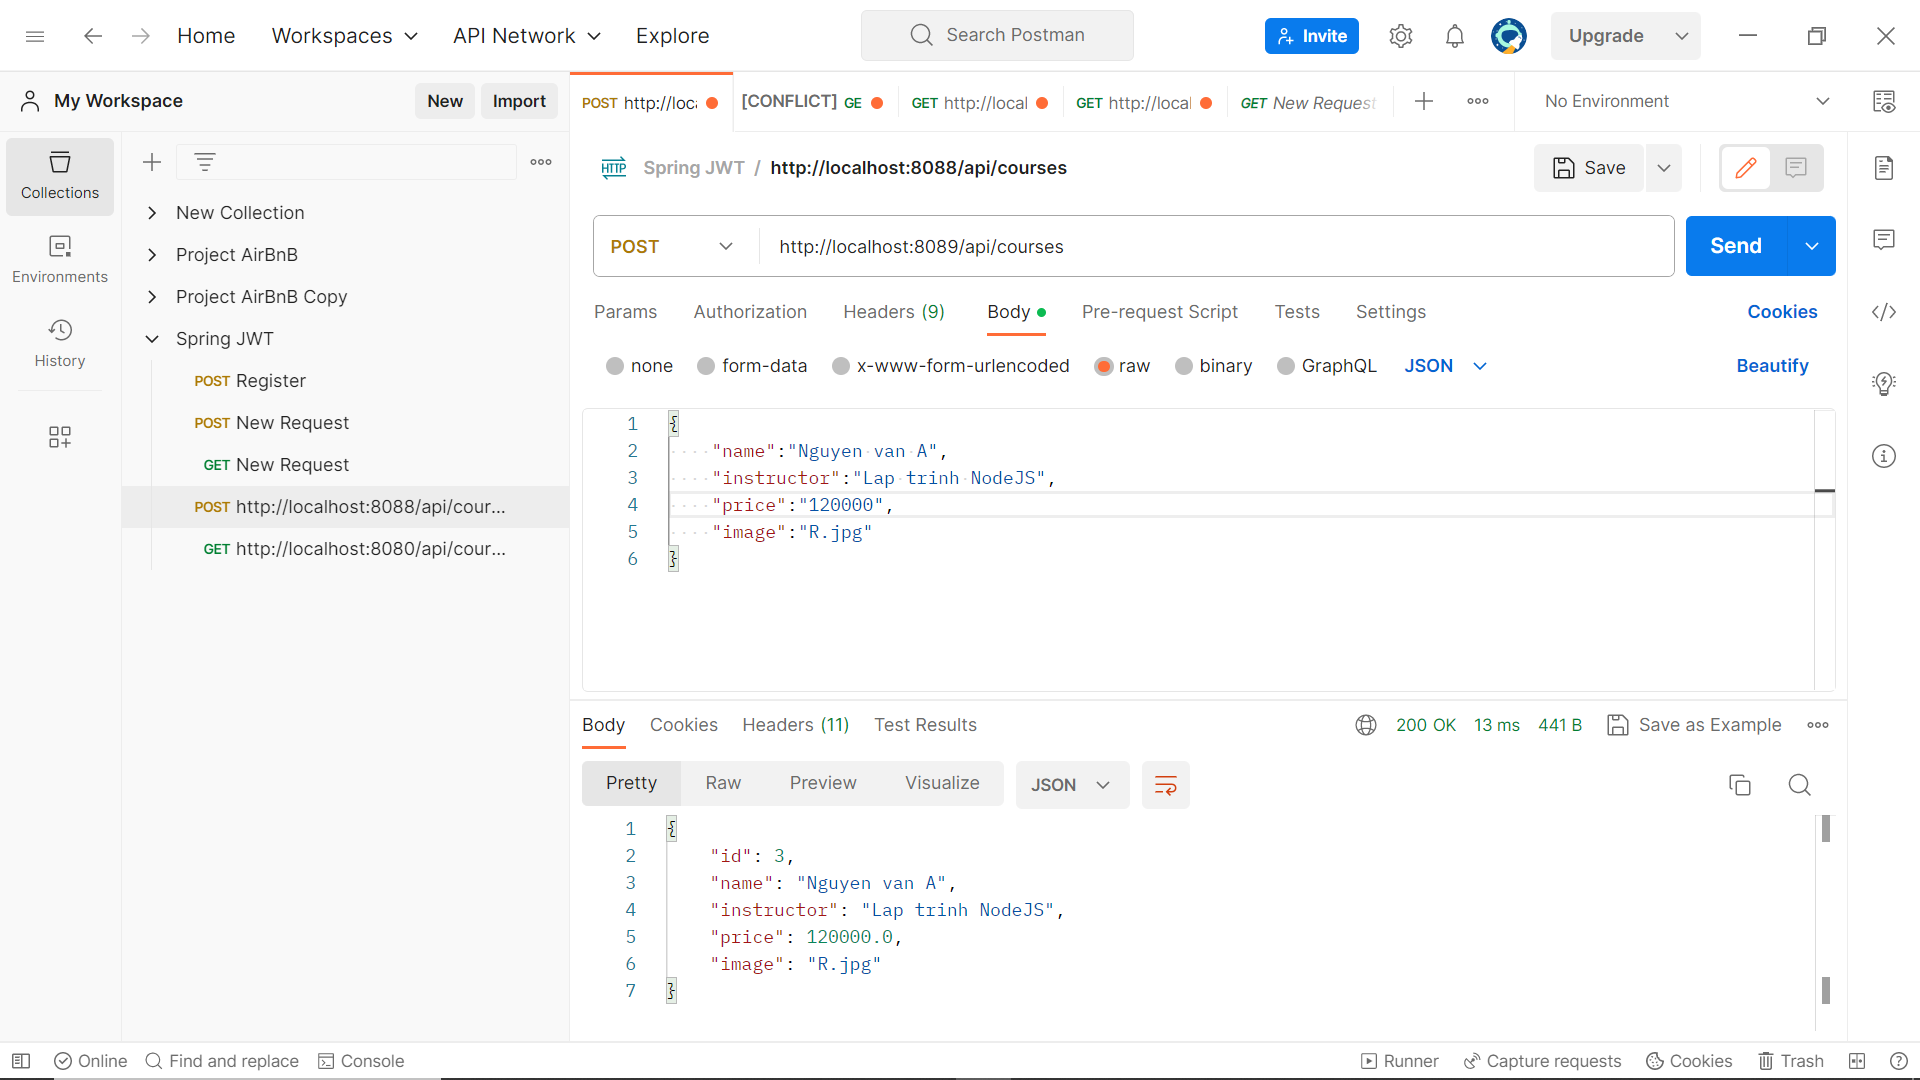 Home Workspaces API Network Explore Search Postman Invite Upgrade
My Workspace New Import
POST http://loca [CONFLICT] GE GET http://local GET http://local GET New Request No Environment
Collections
Environments
History
New Collection
Project AirBnB
Project AirBnB Copy
Spring JWT
POST Register
POST New Request
GET New Request
POST http://localhost:8088/api/cour...
GET http://localhost:8080/api/cour...
HTTP Spring JWT / http://localhost:8088/api/courses Save
POST http://localhost:8089/api/courses Send
Params Authorization Headers (9) Body Pre-request Script Tests Settings Cookies
none form-data x-www-form-urlencoded raw binary GraphQL JSON Beautify
1 {
2 "name":"Nguyen van A",
3 "instructor":"Lap trinh NodeJS",
4 "price":"120000",
5 "image":"R.jpg"
6 }
Body Cookies Headers (11) Test Results 200 OK 13 ms 441 B Save as Example
Pretty Raw Preview Visualize JSON
1 {
2 "id": 3,
3 "name": "Nguyen van A",
4 "instructor": "Lap trinh NodeJS",
5 "price": 120000.0,
6 "image": "R.jpg"
7 }
Online Find and replace Console Runner Capture requests Cookies Trash